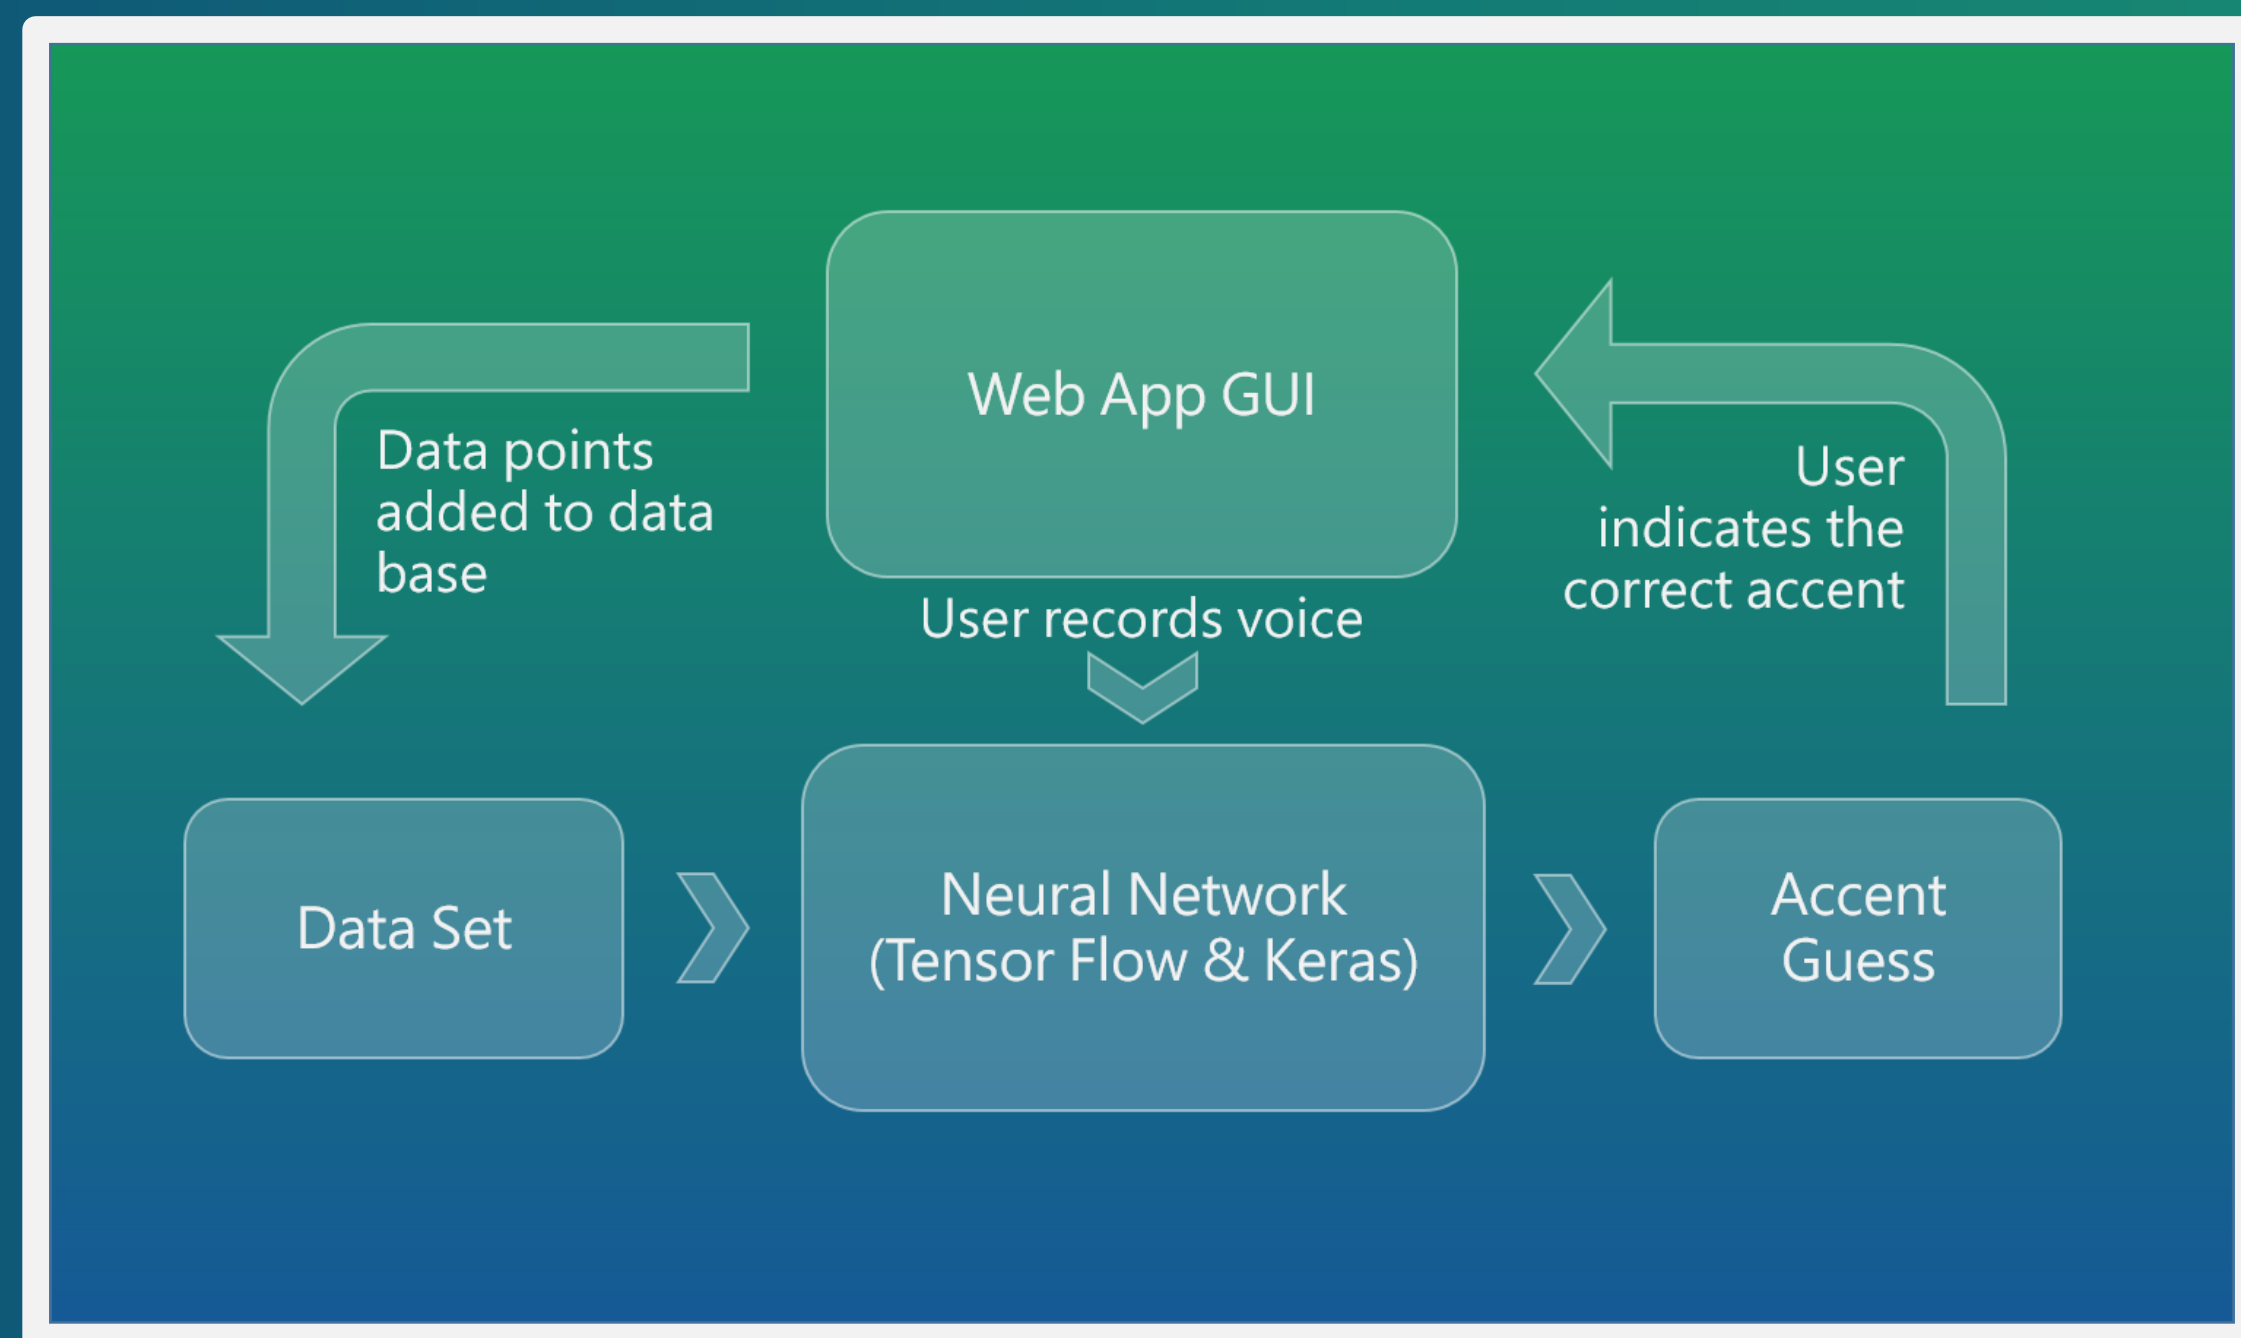 Web App GUI
Data points
added to data
base
User
indicates the
correct accent
User records voice
Data Set
Neural Network
(Tensor Flow & Keras)
Accent
Guess